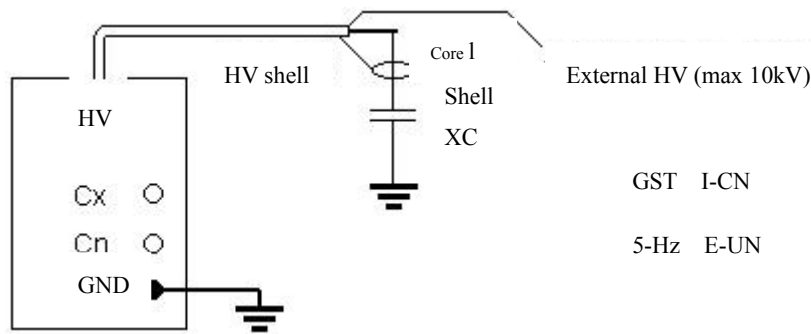 HV shell
Core l
External HV (max 10kV)
Shell
HV
XC
GST I-CN
Cx
Cn
5-Hz E-UN
GND